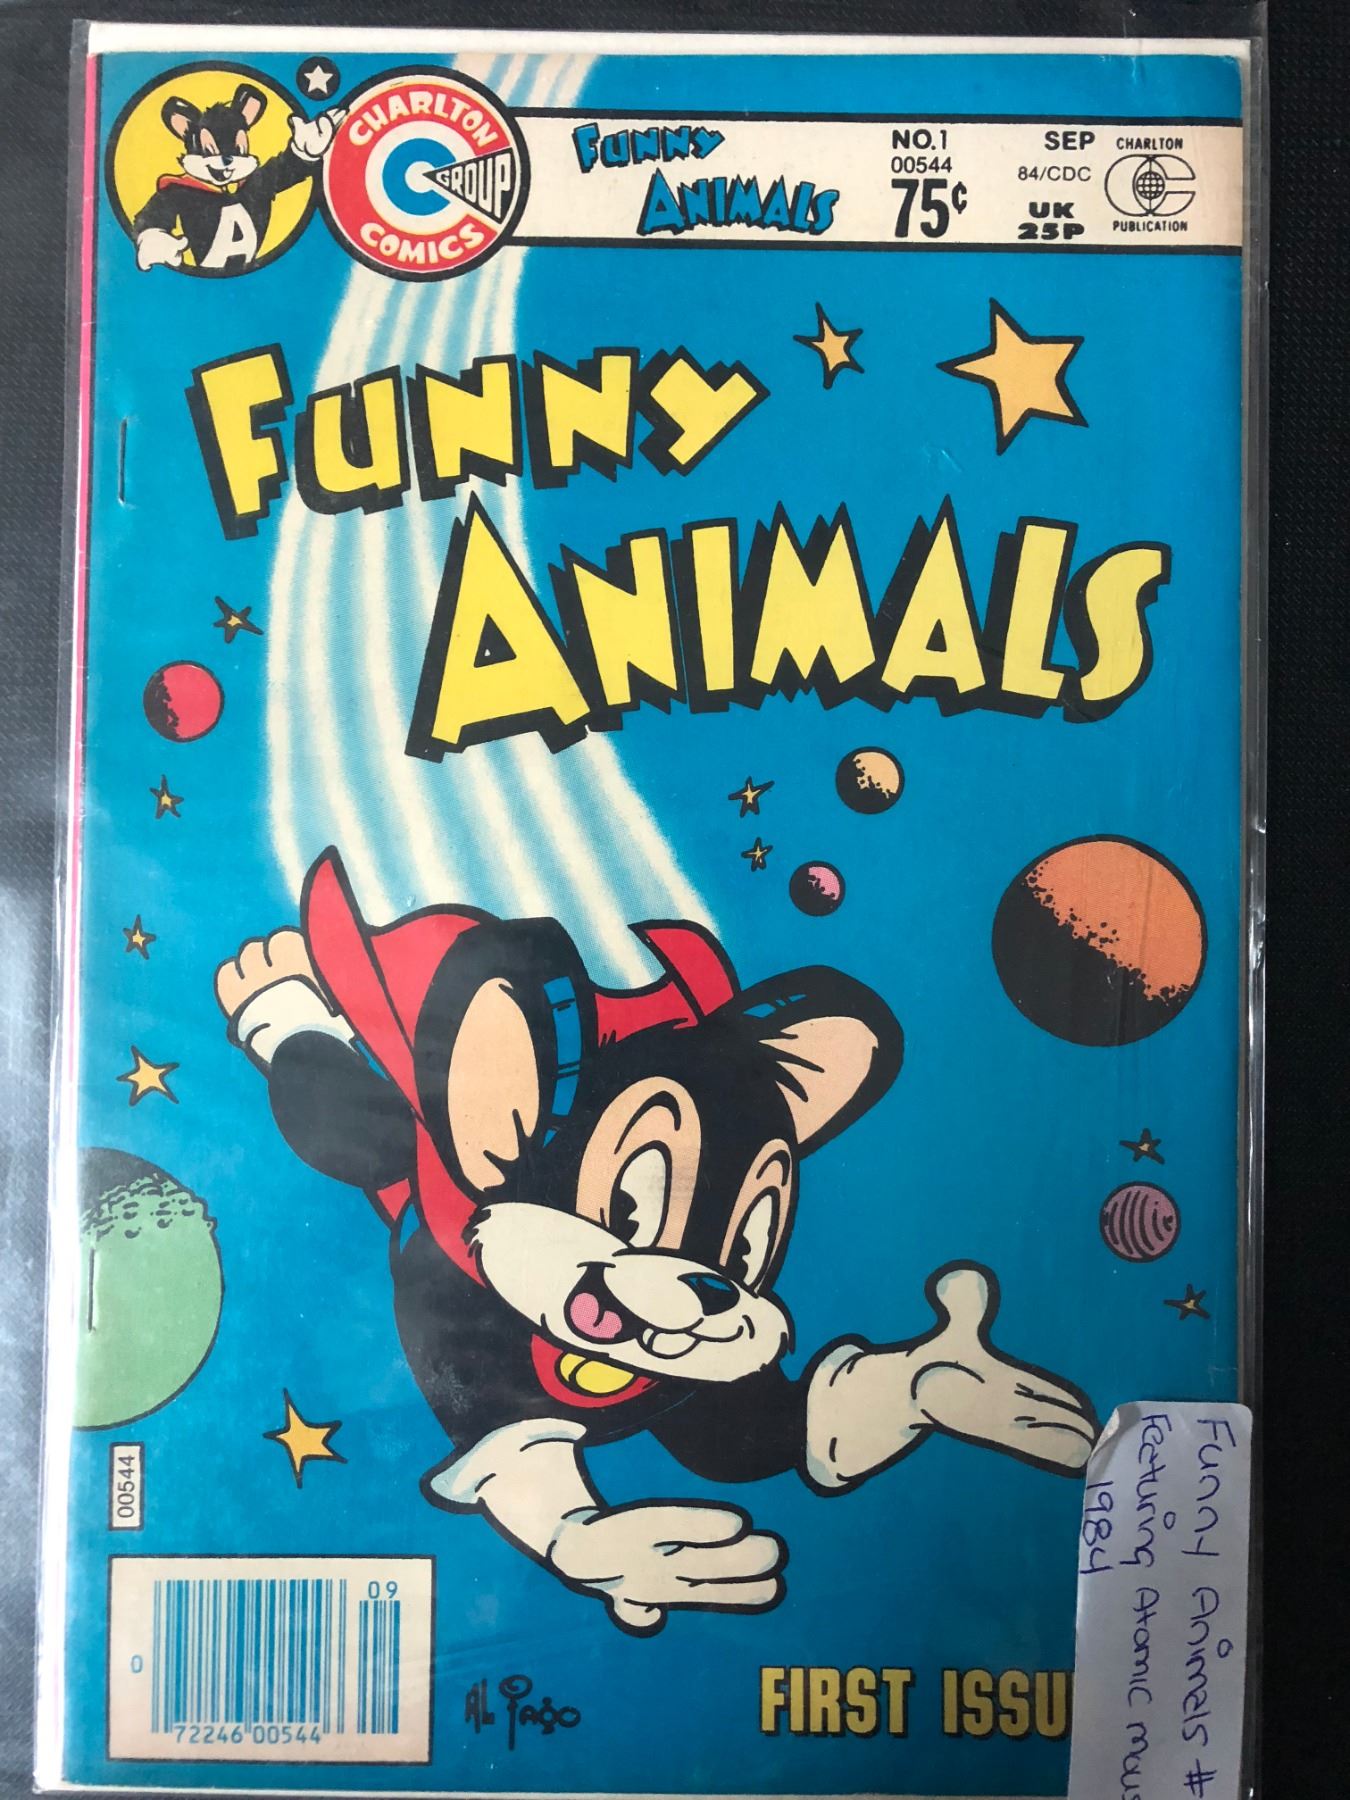 A
CHARLTON
COMICS
C
GROUP
FUNNY
ANIMALS
NO.1
00544
75¢
SEP
84/CDC
UK
25P
CHARLTON
C
PUBLICATION
FUNNY
ANIMALS
00544
09
0
72246 00544
AL Jraso
FIRST ISSU
Funny Animals #
Featuring Atomic mous
1984